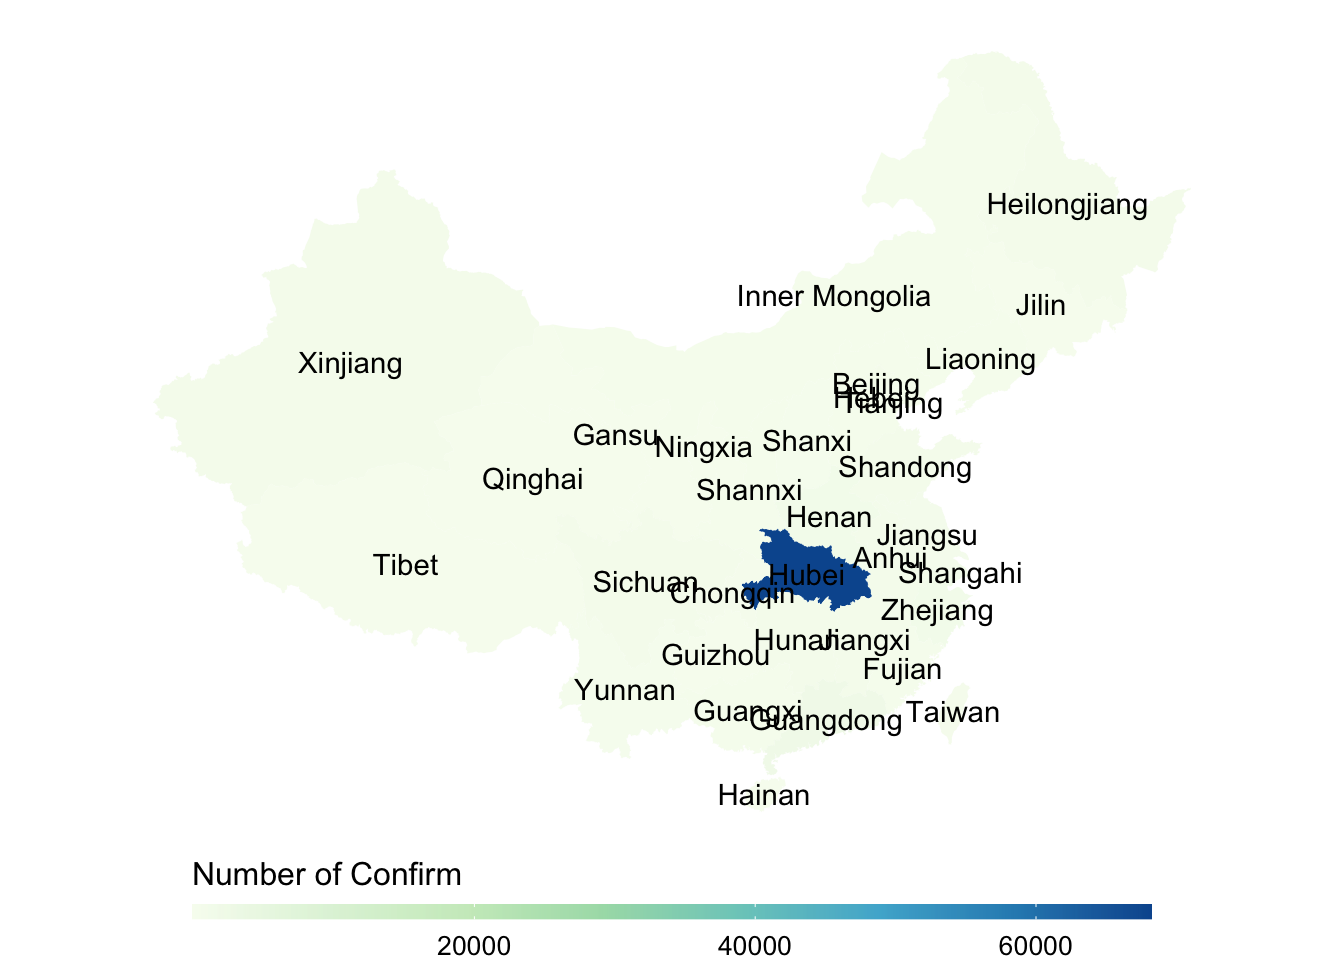 Heilongjiang
Inner Mongolia
Jilin
Liaoning
Xinjiang
Beijing
Hebei
Tianjing
Gansu
Ningxia
Shanxi
Shandong
Qinghai
Shannxi
Henan
Jiangsu
Anhui
Tibet
Shangahi
Hubei
Sichuan
Chongqin
Zhejiang
Hunan
Jiangxi
Guizhou
Fujian
Yunnan
Guangxi
Guangdong
Taiwan
Hainan
Number of Confirm
20000 40000 60000